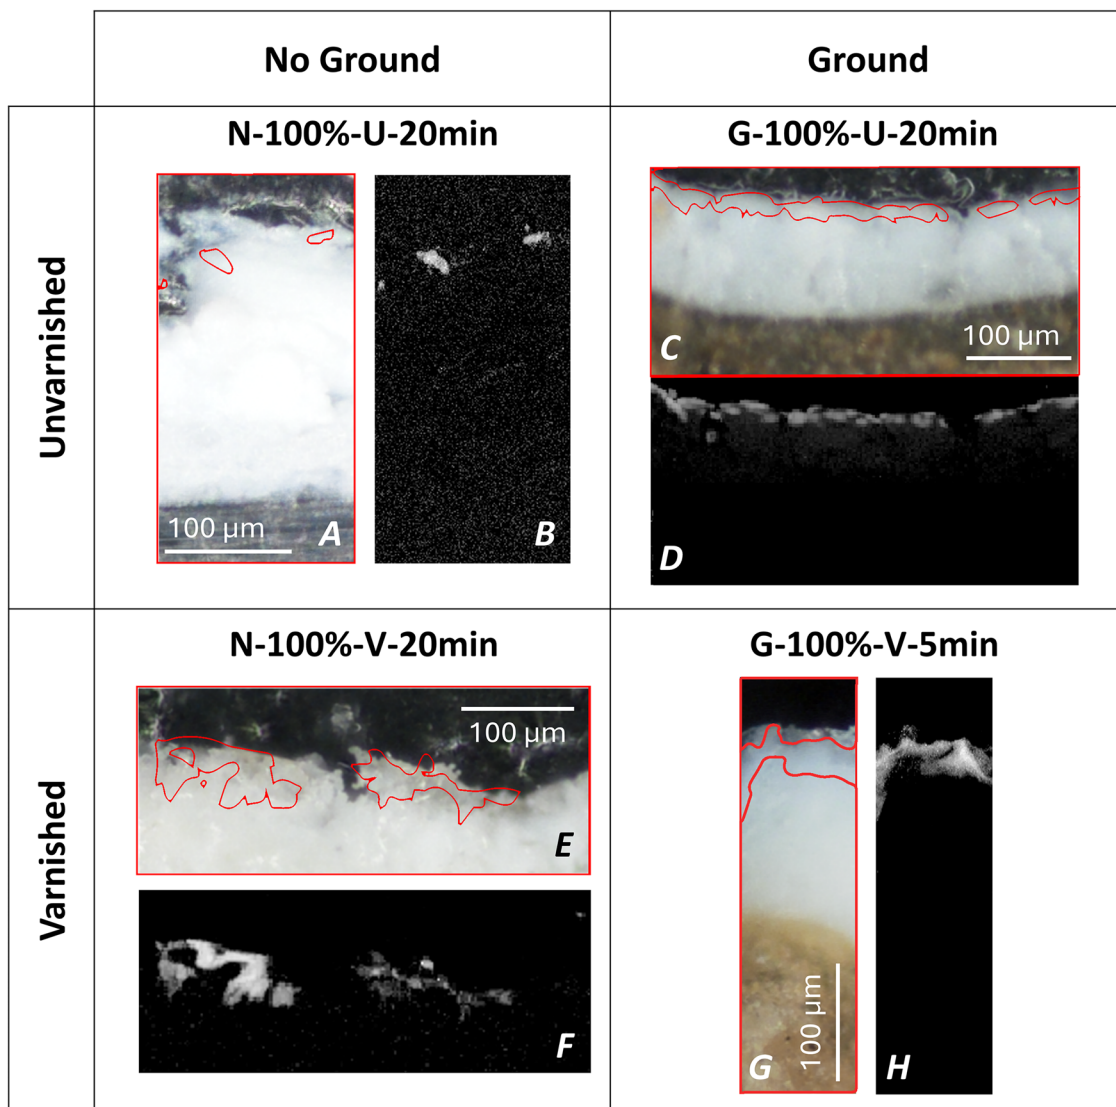 No Ground
Ground
Unvarnished
N-100%-U-20min
G-100%-U-20min
100 µm
A
B
C
100 µm
D
Varnished
N-100%-V-20min
G-100%-V-5min
100 µm
E
F
100 µm
G
H